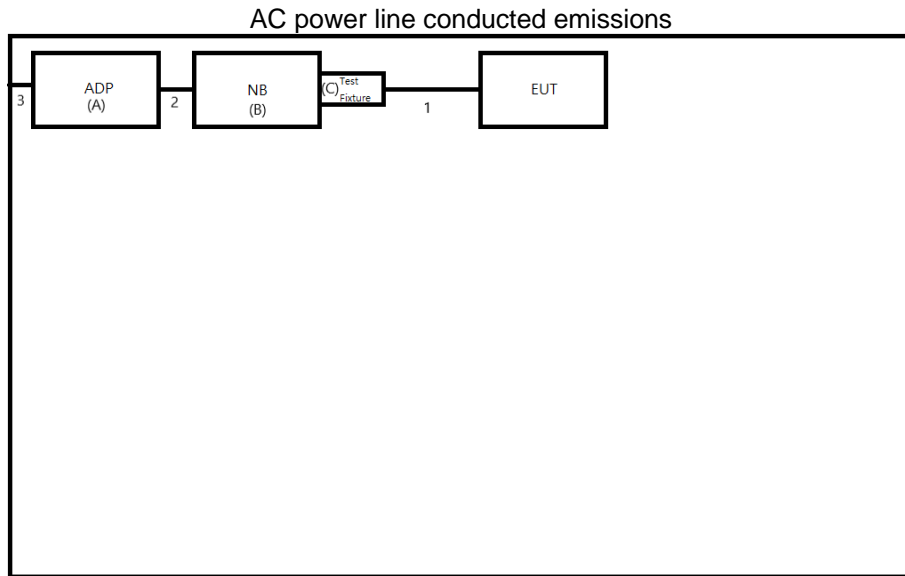 AC power line conducted emissions
3
ADP
(A)
2
NB
(B)
(C) Test
Fixture
1
EUT